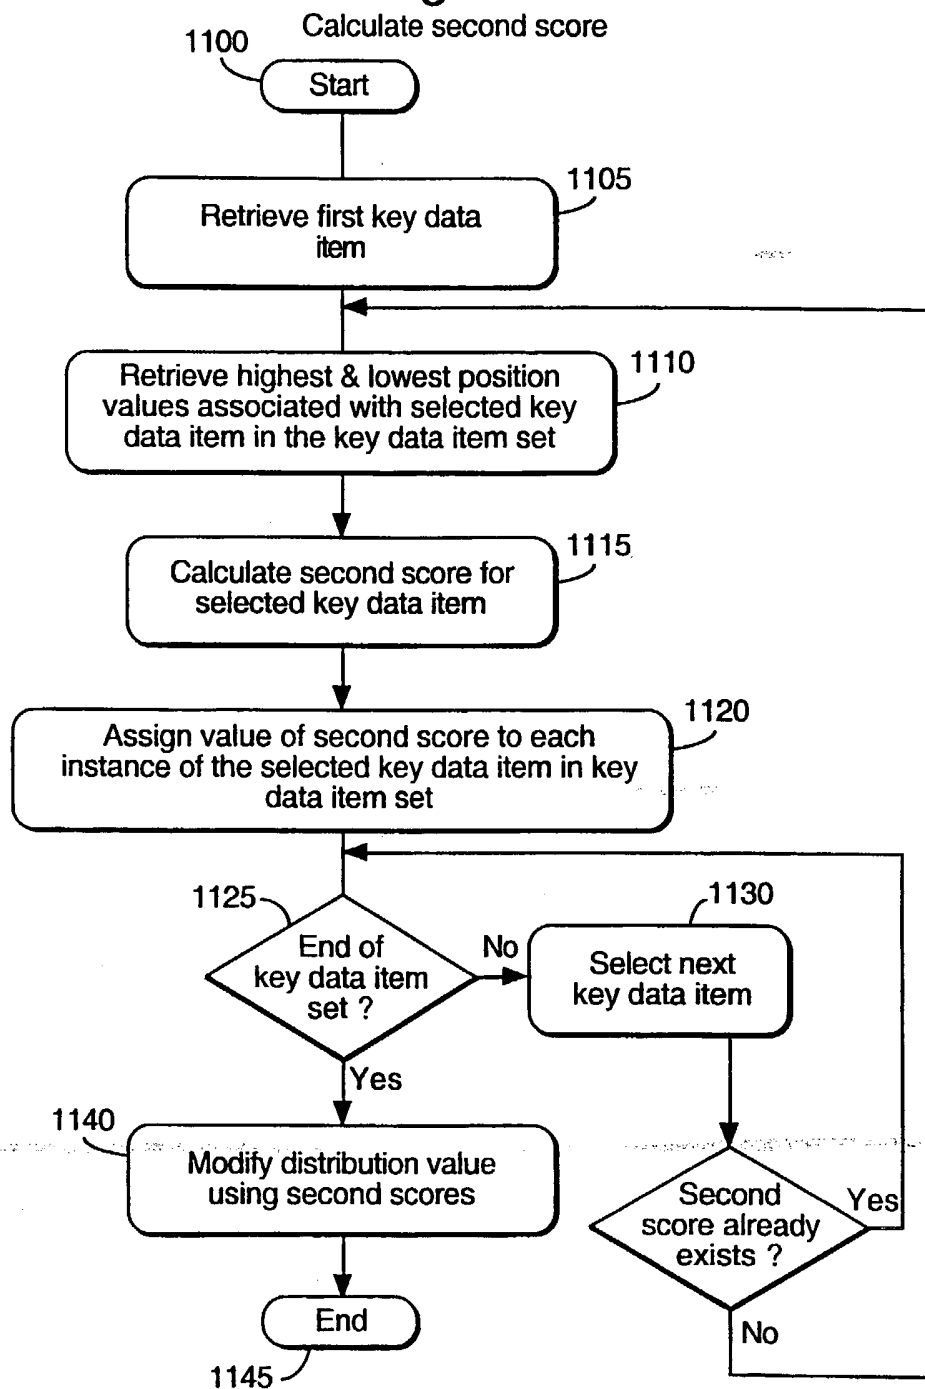 Calculate second score
1100
Start
1105
Retrieve first key data
item
1110
Retrieve highest & lowest position
values associated with selected key
data item in the key data item set
1115
Calculate second score for
selected key data item
1120
Assign value of second score to each
instance of the selected key data item in key
data item set
1125
End of
key data item
set ?
No
1130
Select next
key data item
Yes
1140
Modify distribution value
using second scores
Second
score already
exists ?
Yes
No
End
1145